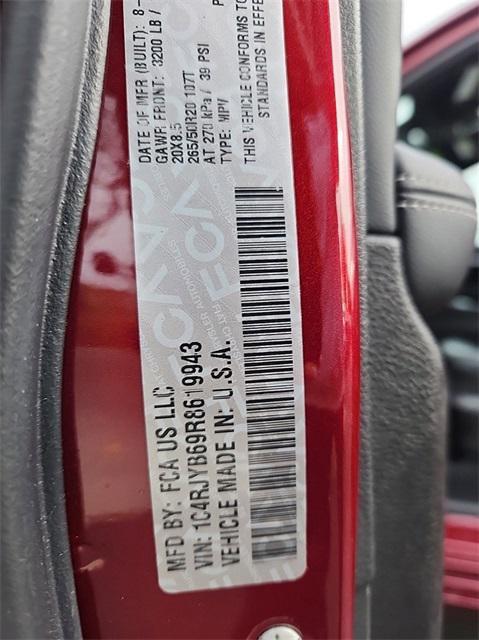 MFD BY: FCA US LLC
DATE OF MFR (BUILT): 8-
GAWR FRONT: 3200 LB /
20X8.5
265/50R20 107T
AT 270 kPa / 39 PSI
VIN: 1C4RJYB69R8619943
TYPE: MPV
VEHICLE MADE IN: U.S.A.
THIS VEHICLE CONFORMS TO
STANDARDS IN EFFE